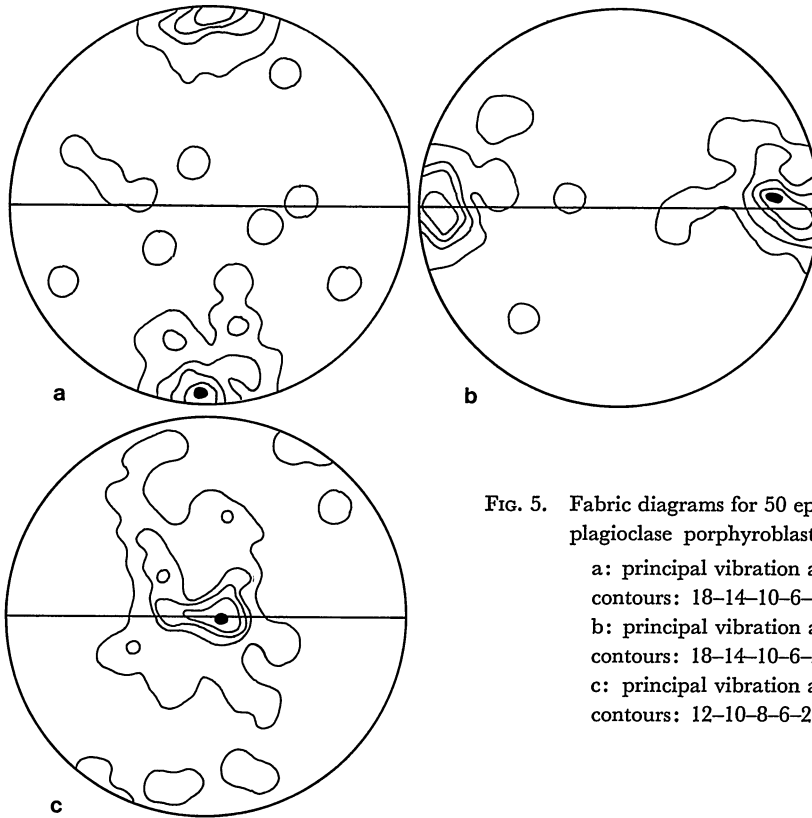 a
b
c
FIG. 5. Fabric diagrams for 50 ep
plagioclase porphyroblast
a: principal vibration a
contours: 18–14–10–6–
b: principal vibration a
contours: 18–14–10–6–
c: principal vibration a
contours: 12–10–8–6–2